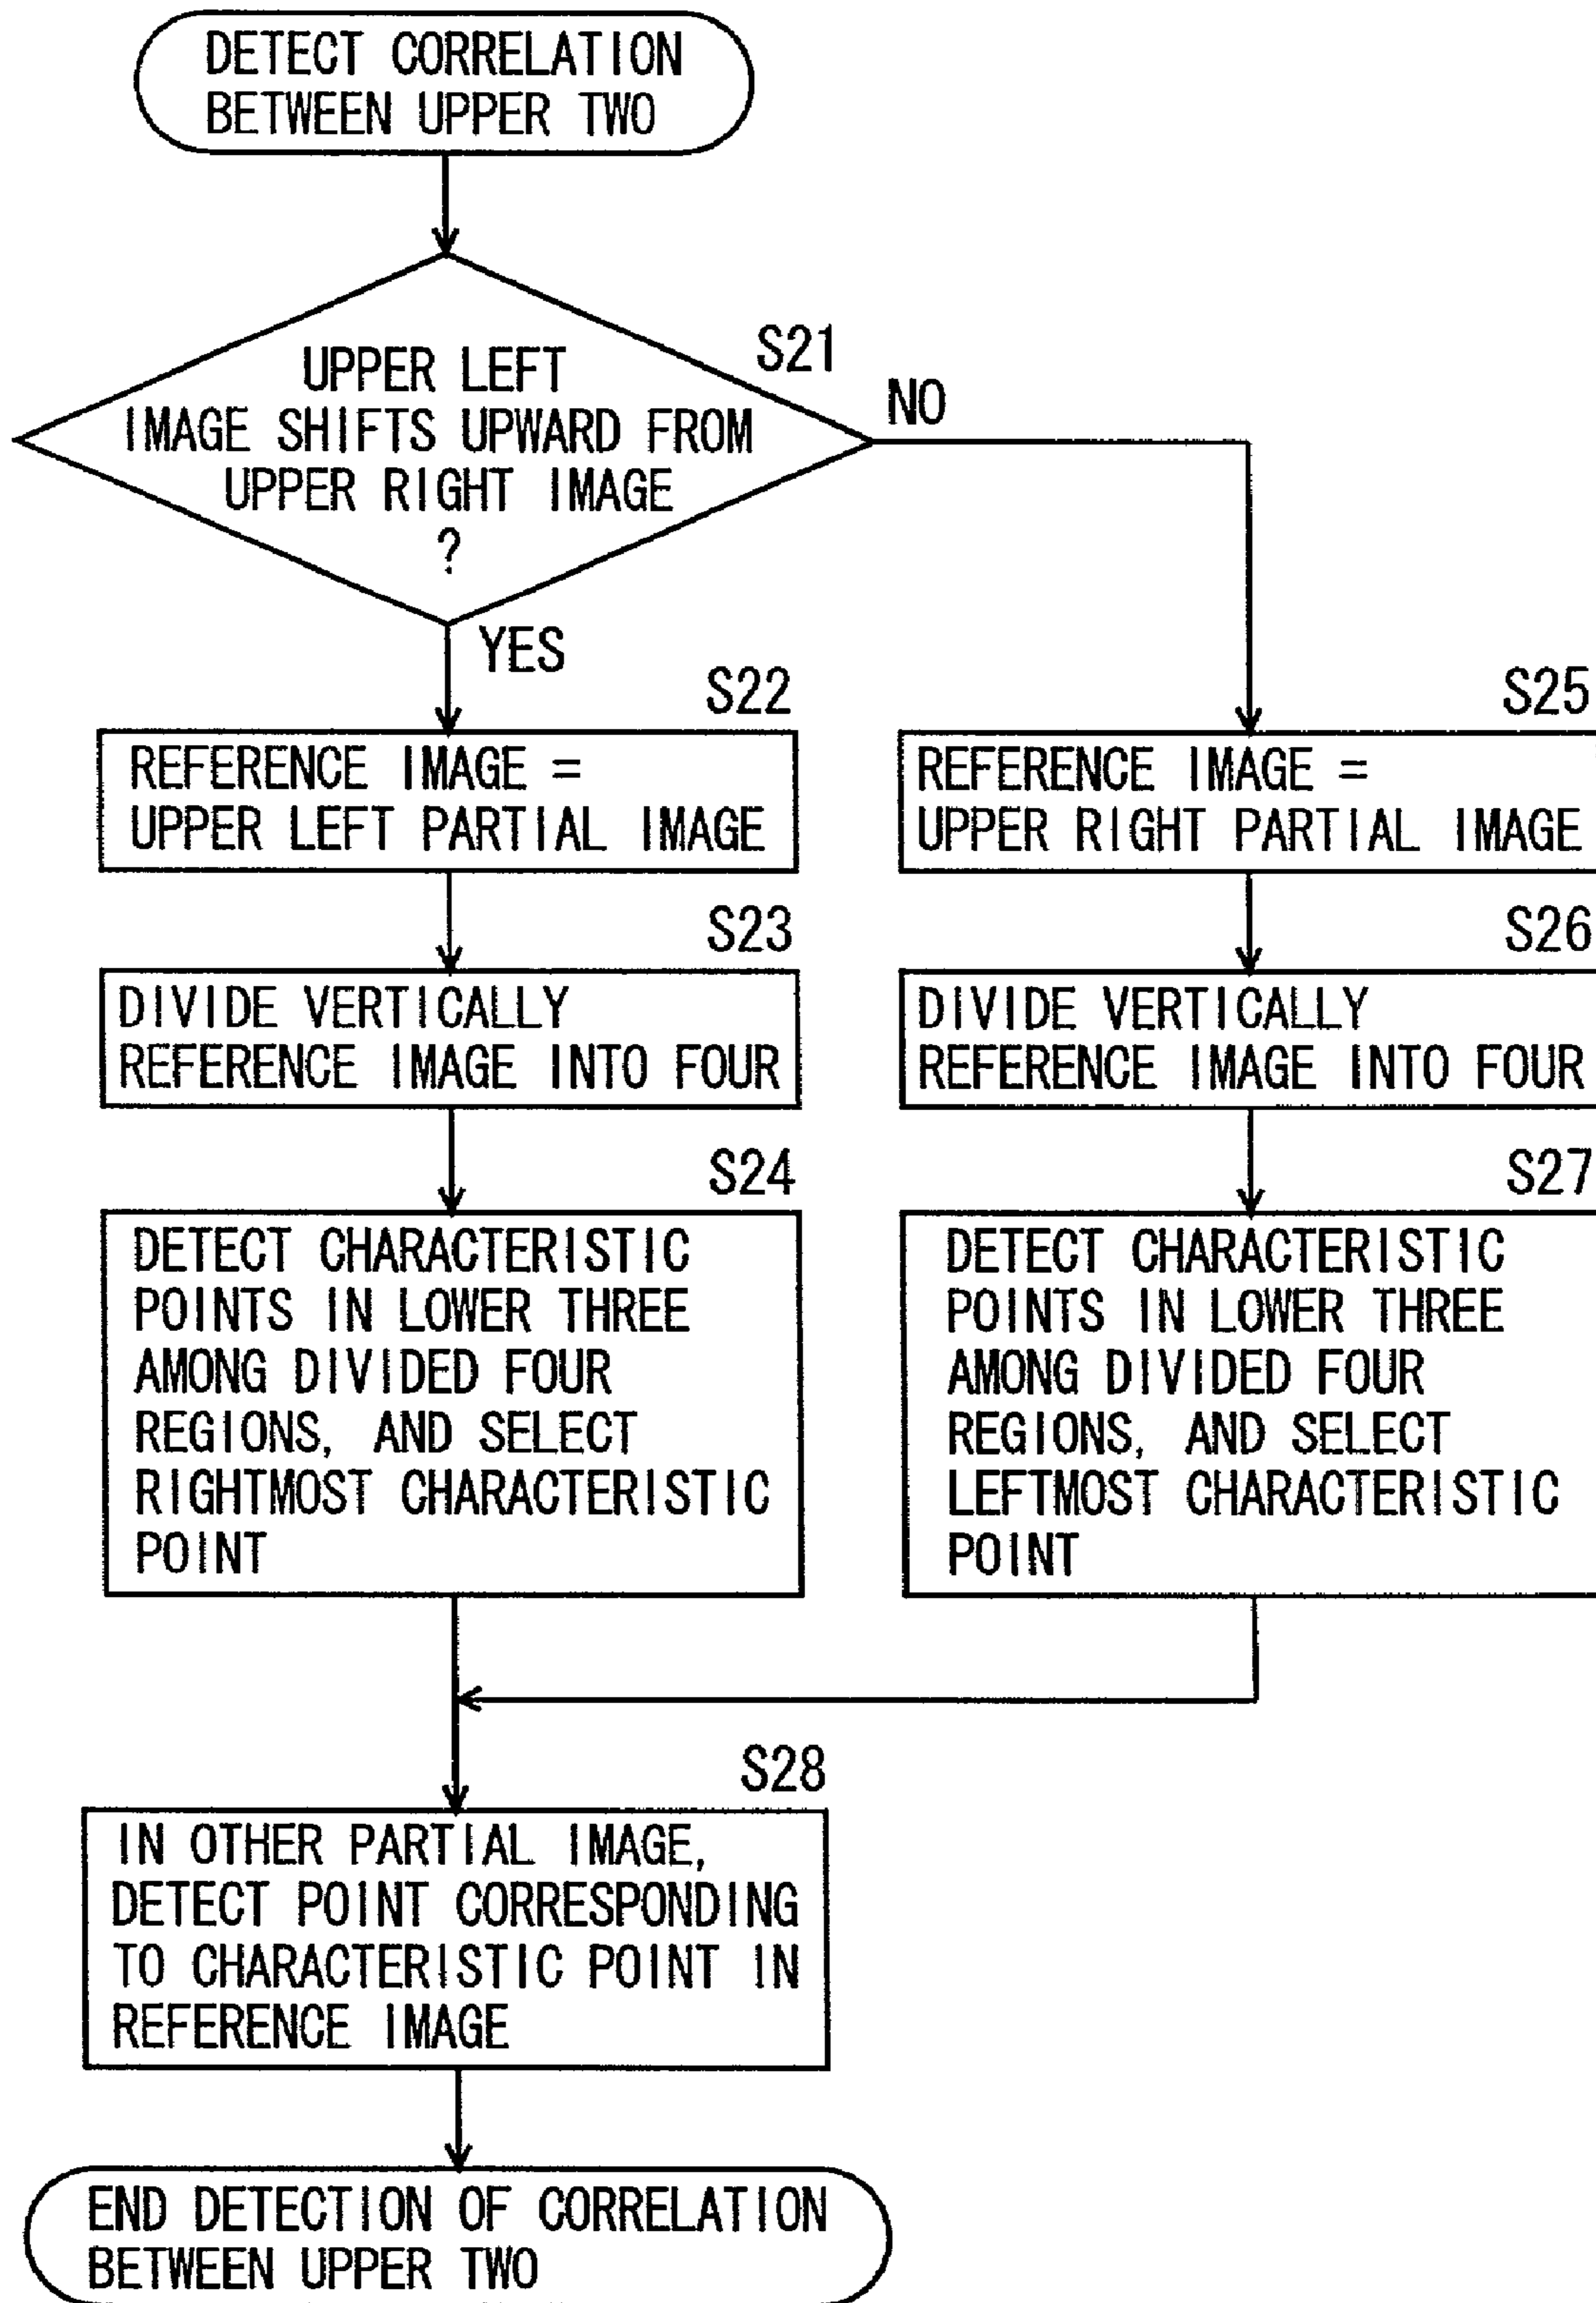 DETECT CORRELATION
BETWEEN UPPER TWO
S21
UPPER LEFT
IMAGE SHIFTS UPWARD FROM
UPPER RIGHT IMAGE
?
NO
YES
S22
REFERENCE IMAGE =
UPPER LEFT PARTIAL IMAGE
S23
DIVIDE VERTICALLY
REFERENCE IMAGE INTO FOUR
S24
DETECT CHARACTERISTIC
POINTS IN LOWER THREE
AMONG DIVIDED FOUR
REGIONS, AND SELECT
RIGHTMOST CHARACTERISTIC
POINT
S25
REFERENCE IMAGE =
UPPER RIGHT PARTIAL IMAGE
S26
DIVIDE VERTICALLY
REFERENCE IMAGE INTO FOUR
S27
DETECT CHARACTERISTIC
POINTS IN LOWER THREE
AMONG DIVIDED FOUR
REGIONS, AND SELECT
LEFTMOST CHARACTERISTIC
POINT
S28
IN OTHER PARTIAL IMAGE,
DETECT POINT CORRESPONDING
TO CHARACTERISTIC POINT IN
REFERENCE IMAGE
END DETECTION OF CORRELATION
BETWEEN UPPER TWO